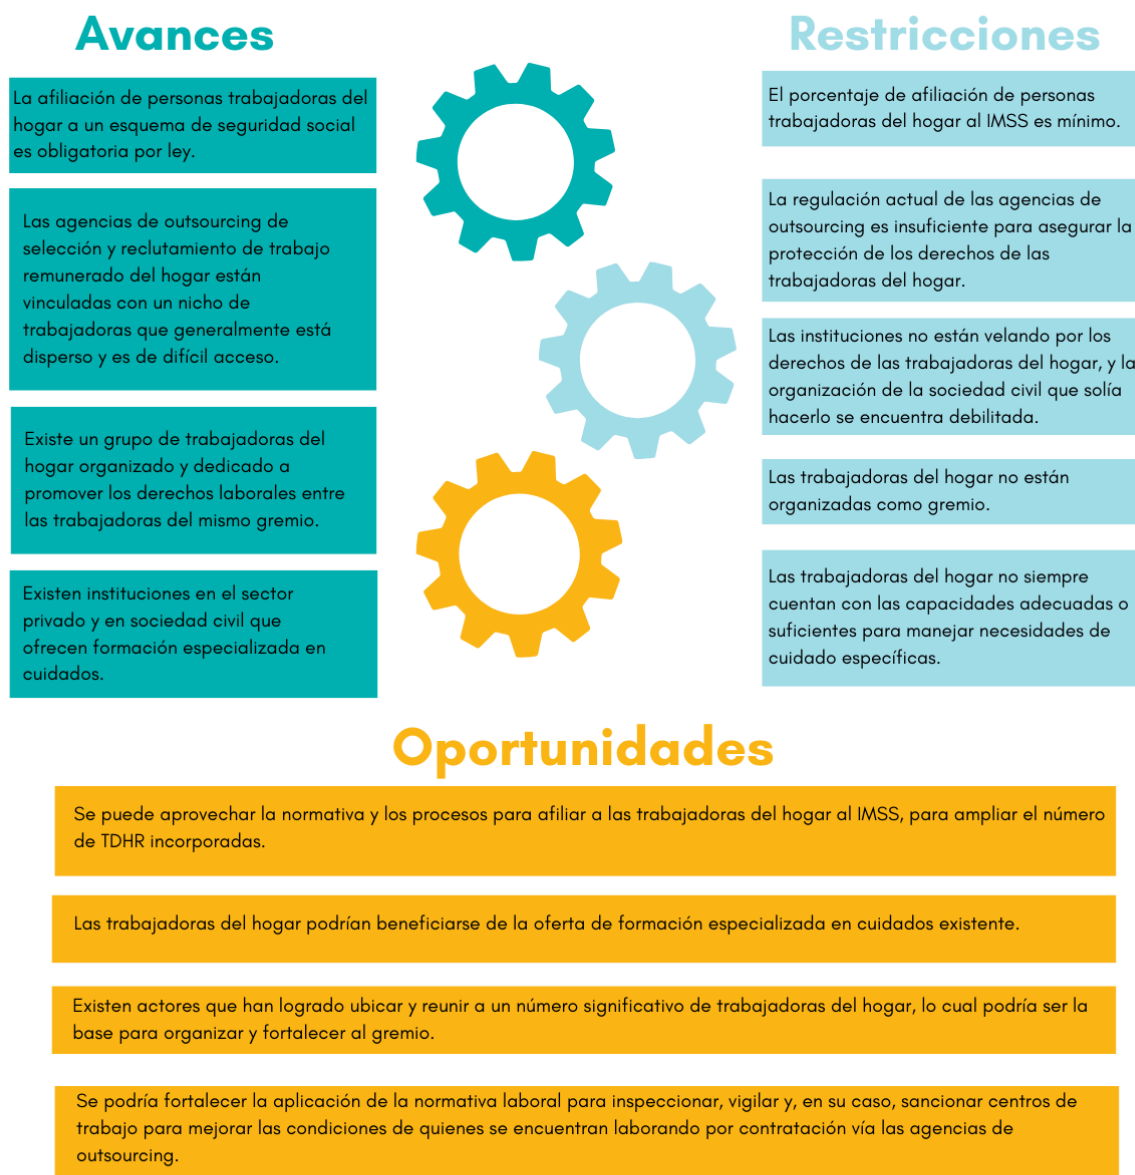 Avances
La afiliación de personas trabajadoras del
hogar a un esquema de seguridad social
es obligatoria por ley.
Las agencias de outsourcing de
selección y reclutamiento de trabajo
remunerado del hogar están
vinculadas con un nicho de
trabajadoras que generalmente está
disperso y es de difícil acceso.
Existe un grupo de trabajadoras del
hogar organizado y dedicado a
promover los derechos laborales entre
las trabajadoras del mismo gremio.
Existen instituciones en el sector
privado y en sociedad civil que
ofrecen formación especializada en
cuidados.
Restricciones
El porcentaje de afiliación de personas
trabajadoras del hogar al IMSS es mínimo.
La regulación actual de las agencias de
outsourcing es insuficiente para asegurar la
protección de los derechos de las
trabajadoras del hogar.
Las instituciones no están velando por los
derechos de las trabajadoras del hogar, y la
organización de la sociedad civil que solía
hacerlo se encuentra debilitada.
Las trabajadoras del hogar no están
organizadas como gremio.
Las trabajadoras del hogar no siempre
cuentan con las capacidades adecuadas o
suficientes para manejar necesidades de
cuidado específicas.
Oportunidades
Se puede aprovechar la normativa y los procesos para afiliar a las trabajadoras del hogar al IMSS, para ampliar el número
de TDHR incorporadas.
Las trabajadoras del hogar podrían beneficiarse de la oferta de formación especializada en cuidados existente.
Existen actores que han logrado ubicar y reunir a un número significativo de trabajadoras del hogar, lo cual podría ser la
base para organizar y fortalecer al gremio.
Se podría fortalecer la aplicación de la normativa laboral para inspeccionar, vigilar y, en su caso, sancionar centros de
trabajo para mejorar las condiciones de quienes se encuentran laborando por contratación vía las agencias de
outsourcing.